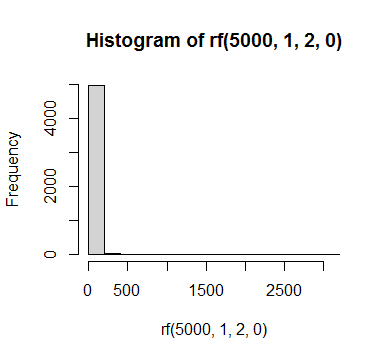 Histogram of rf(5000, 1, 2, 0)
Frequency
4000
2000
0
0 500 1500 2500
rf(5000, 1, 2, 0)